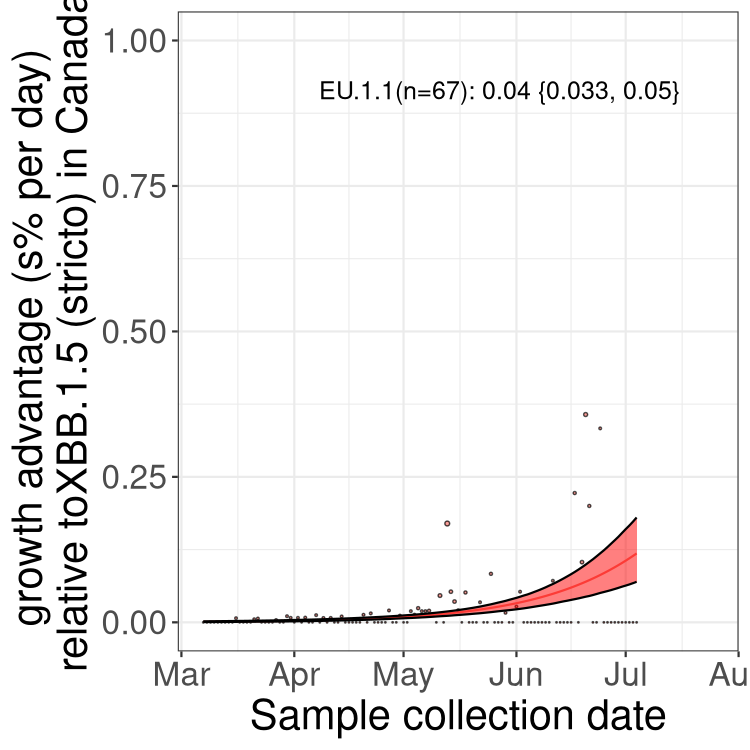 growth advantage (s% per day)
relative toXBB.1.5 (stricto) in Canada
1.00
0.75
0.50
0.25
0.00
EU.1.1(n=67): 0.04 {0.033, 0.05}
Mar Apr May Jun Jul Au
Sample collection date